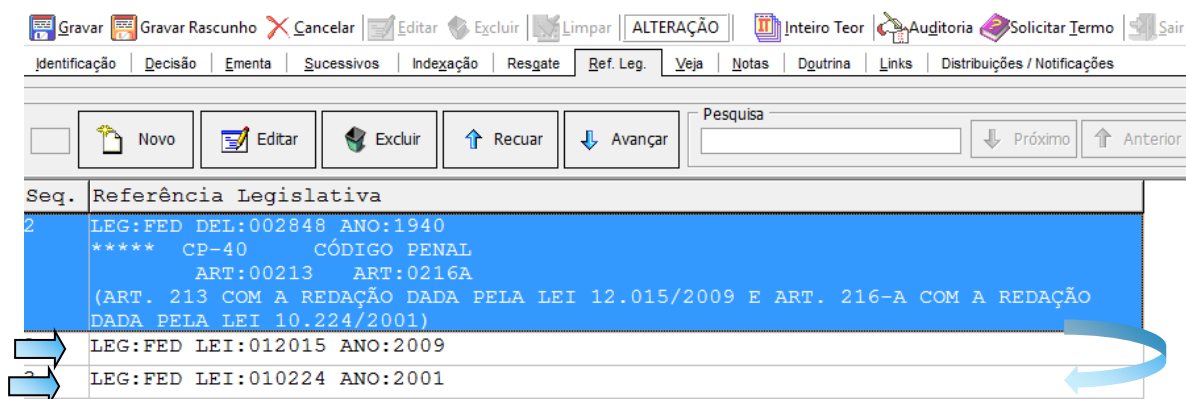 Gravar Gravar Rascunho Cancelar Editar Excluir Limpar ALTERAÇÃO Inteiro Teor Auditoria Solicitar Termo Sair
Identificação Decisão Ementa Sucessivos Indexação Resgate Ref. Leg. Veja Notas Doutrina Links Distribuições / Notificações
Pesquisa
Novo Editar Excluir Recuar Avançar Próximo Anterior
Seq. Referência Legislativa
2 LEG:FED DEL:002848 ANO:1940
***** CP-40 CÓDIGO PENAL
ART:00213 ART:0216A
(ART. 213 COM A REDAÇÃO DADA PELA LEI 12.015/2009 E ART. 216-A COM A REDAÇÃO
DADA PELA LEI 10.224/2001)
LEG:FED LEI:012015 ANO:2009
LEG:FED LEI:010224 ANO:2001